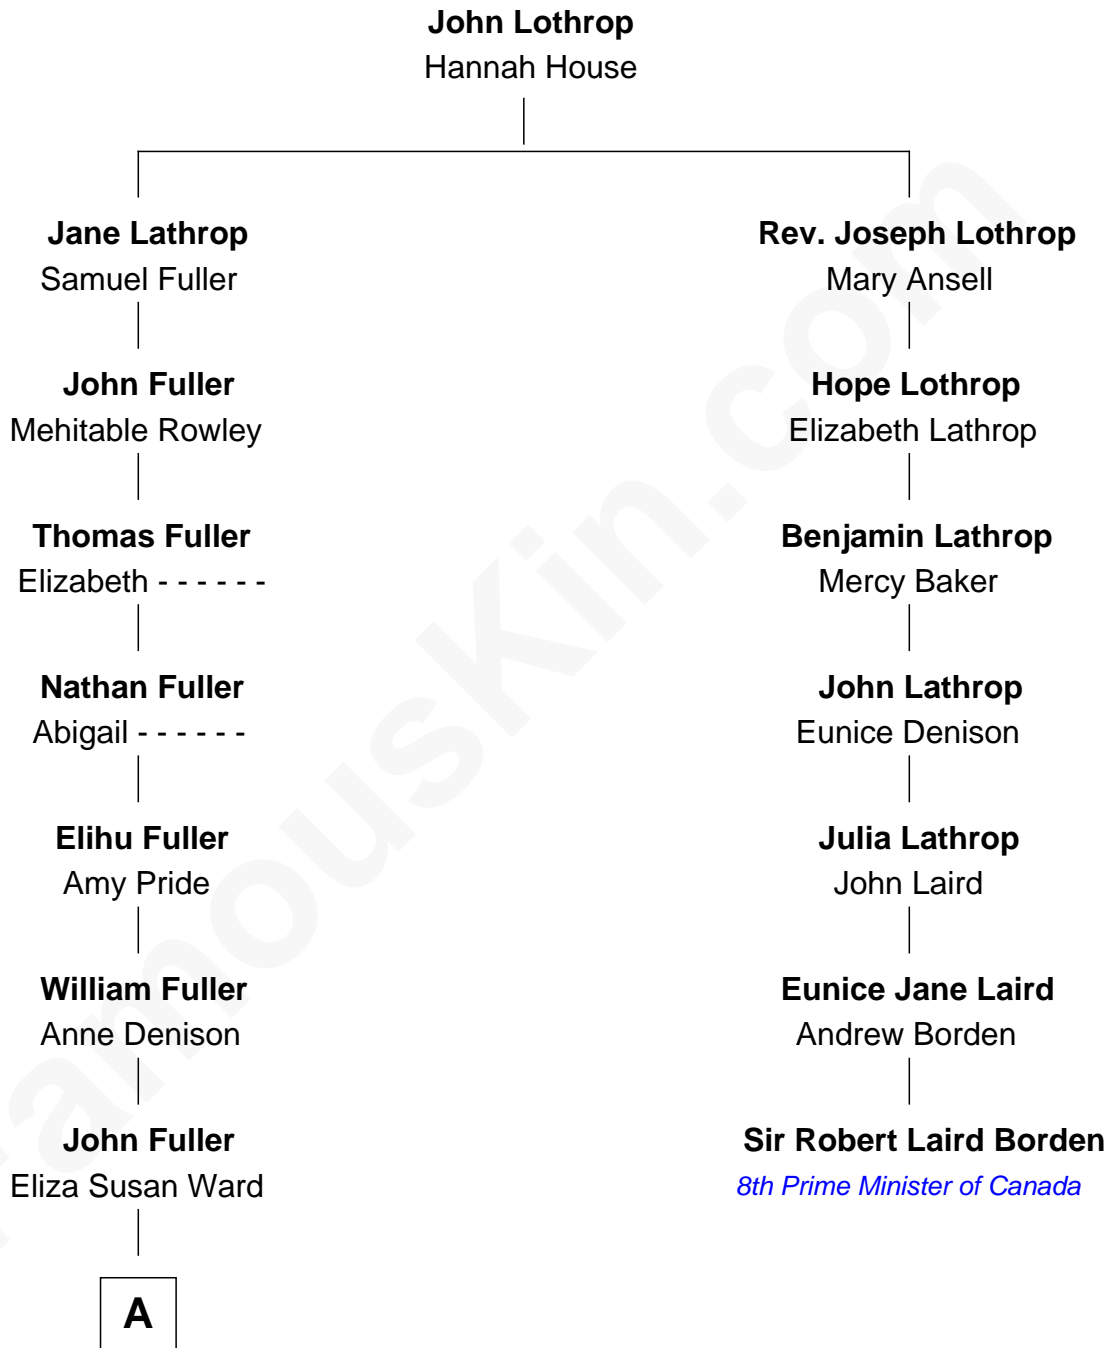 John Lothrop
Hannah House
Jane Lathrop
Samuel Fuller
Rev. Joseph Lothrop
Mary Ansell
John Fuller
Mehitable Rowley
Hope Lothrop
Elizabeth Lathrop
Thomas Fuller
Elizabeth - - - - - -
Benjamin Lathrop
Mercy Baker
Nathan Fuller
Abigail - - - - - -
John Lathrop
Eunice Denison
Elihu Fuller
Amy Pride
Julia Lathrop
John Laird
William Fuller
Anne Denison
Eunice Jane Laird
Andrew Borden
John Fuller
Eliza Susan Ward
Sir Robert Laird Borden
8th Prime Minister of Canada
A
FamousKin.com